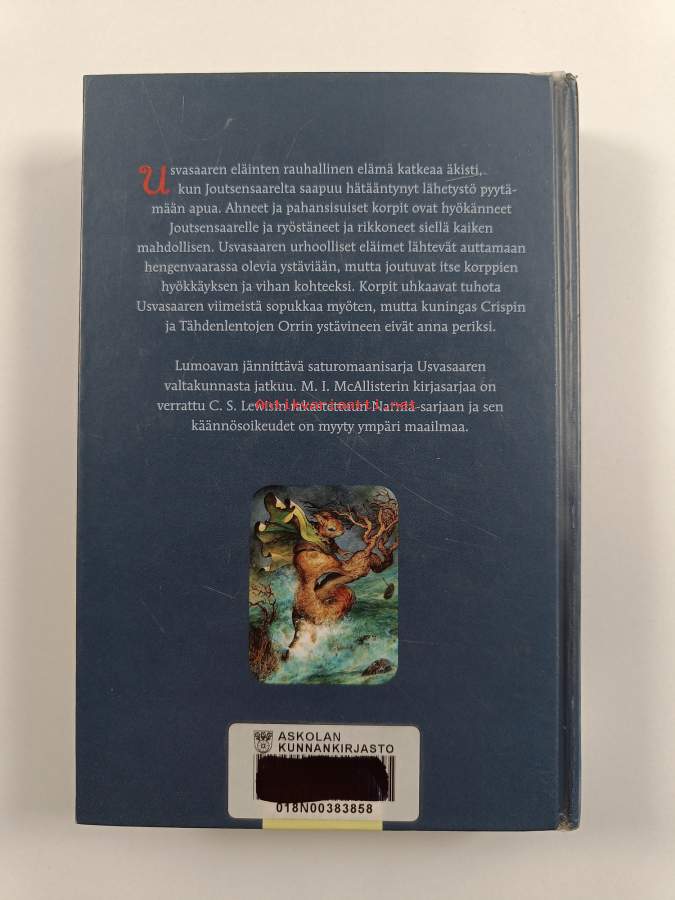 Usvasaaren eläinten rauhallinen elämä katkeaa äkisti,
kun Joutsensaarelta saapuu hätääntynyt lähetystö pyytä-
mään apua. Ahneet ja pahansisuiset korpit ovat hyökänneet
Joutsensaarelle ja ryöstäneet ja rikkoneet siellä kaiken
mahdollisen. Usvasaaren urhoolliset eläimet lähtevät auttamaan
hengenvaarassa olevia ystäviään, mutta joutuvat itse korppien
hyökkäyksen ja vihan kohteeksi. Korpit uhkaavat tuhota
Usvasaaren viimeistä sopukkaa myöten, mutta kuningas Crispin
ja Tähdenlentojen Orrin ystävineen eivät anna periksi.
Lumoavan jännittävä saturomaanisarja Usvasaaren
valtakunnasta jatkuu. M. I. McAllisterin kirjasarjaa on
verrattu C. S. Lewisin rakastettuun Narnia-sarjaan ja sen
Antikvariaatti.net
käännösoikeudet on myyty ympäri maailmaa.
ASKOLAN
KUNNANKIRJASTO
018N00383858